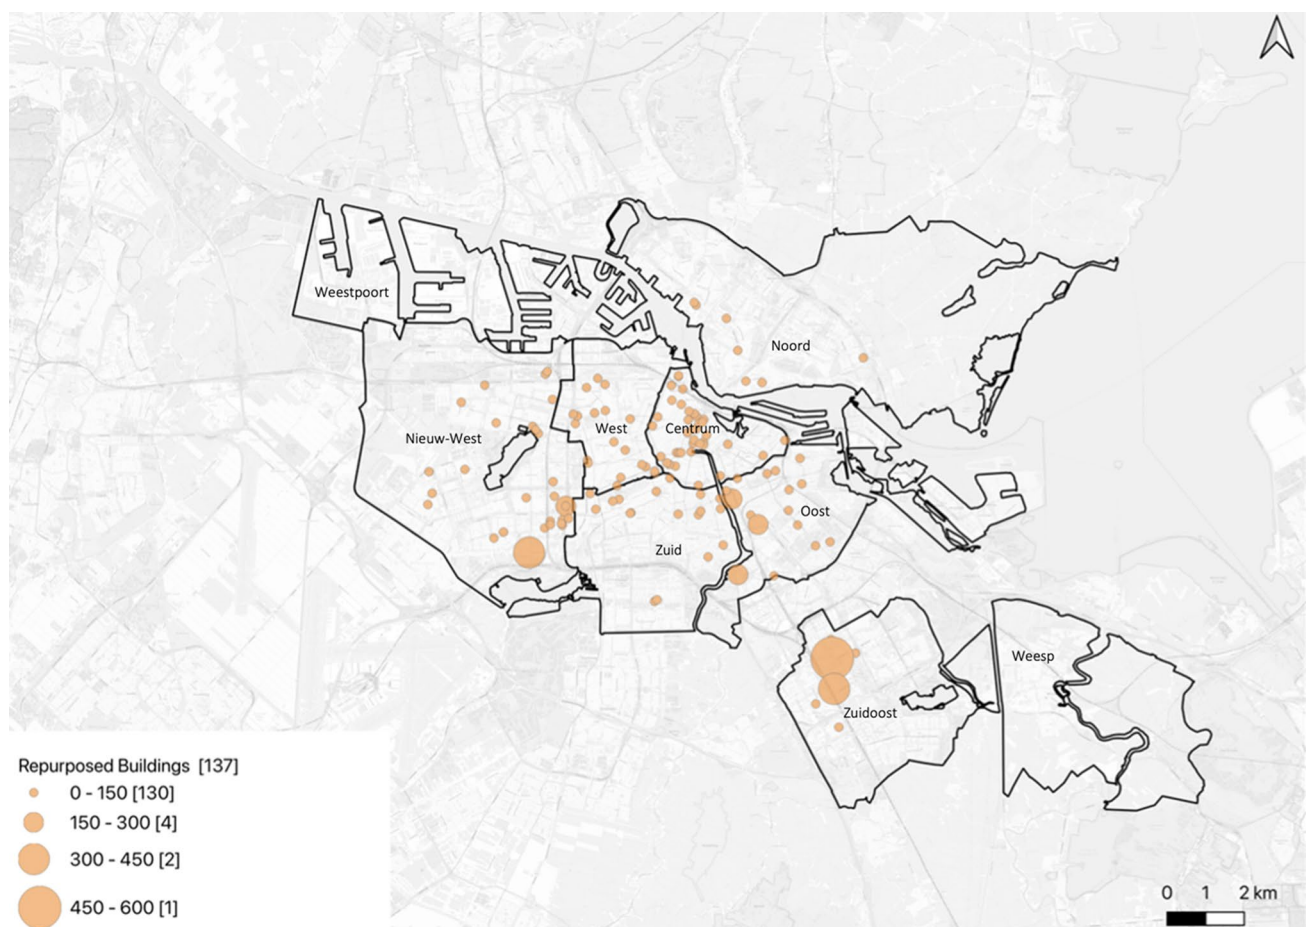 Weestpoort
Noord
Nieuw-West
West
Centrum
Oost
Zuid
Weesp
Zuidoost
Repurposed Buildings [137]
0 - 150 [130]
150 - 300 [4]
300 - 450 [2]
450 - 600 [1]
0 1 2 km